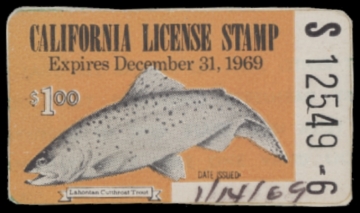 CALIFORNIA LICENSE STAMP
Expires December 31, 1969
$1.00
Lahontan Cutthroat Trout
DATE ISSUED
1/14/69
S 12549-6